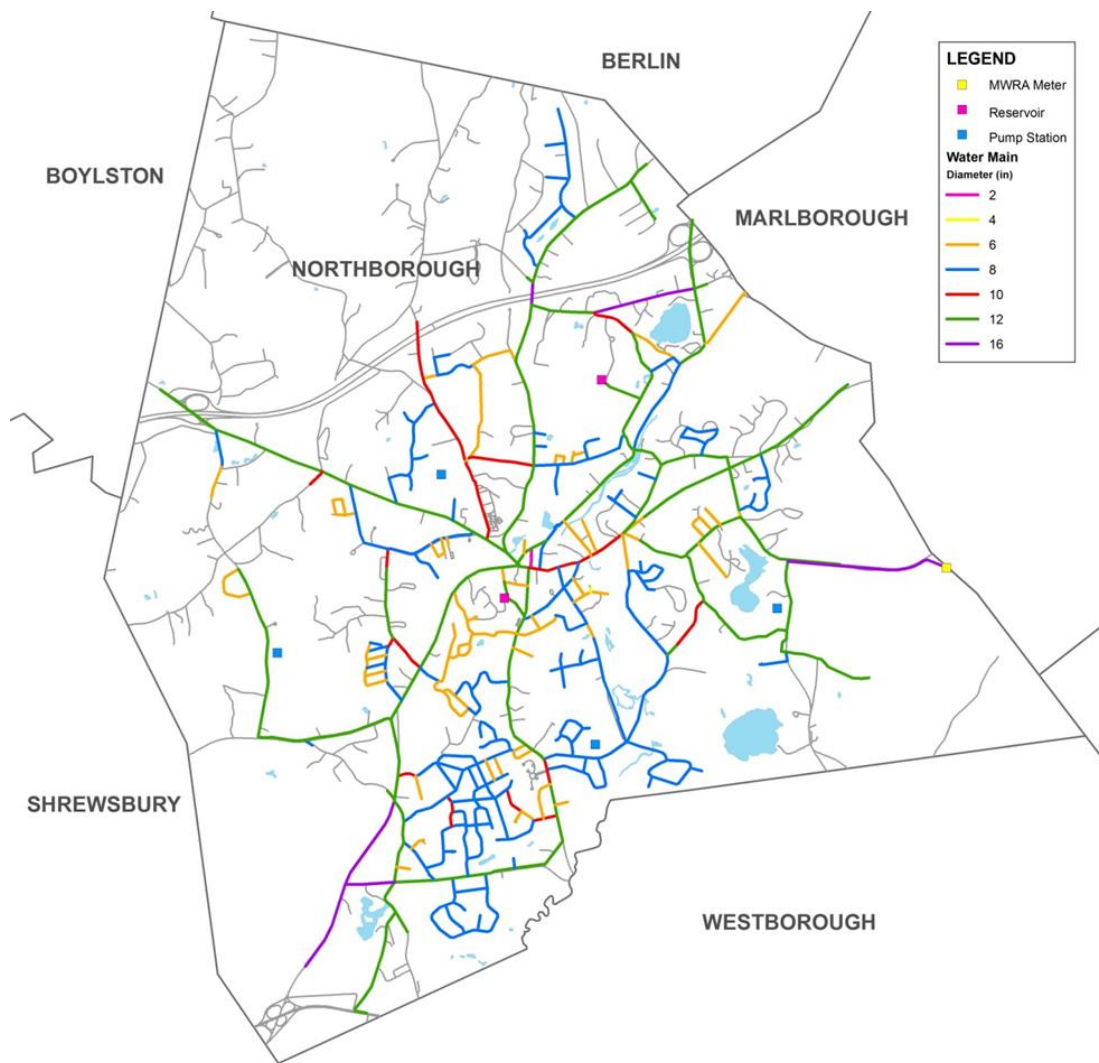 BERLIN
LEGEND
MWRA Meter
Reservoir
Pump Station
Water Main
Diameter (in)
2
4
6
8
10
12
16
BOYLSTON
MARLBOROUGH
NORTHBOROUGH
SHREWSBURY
WESTBOROUGH